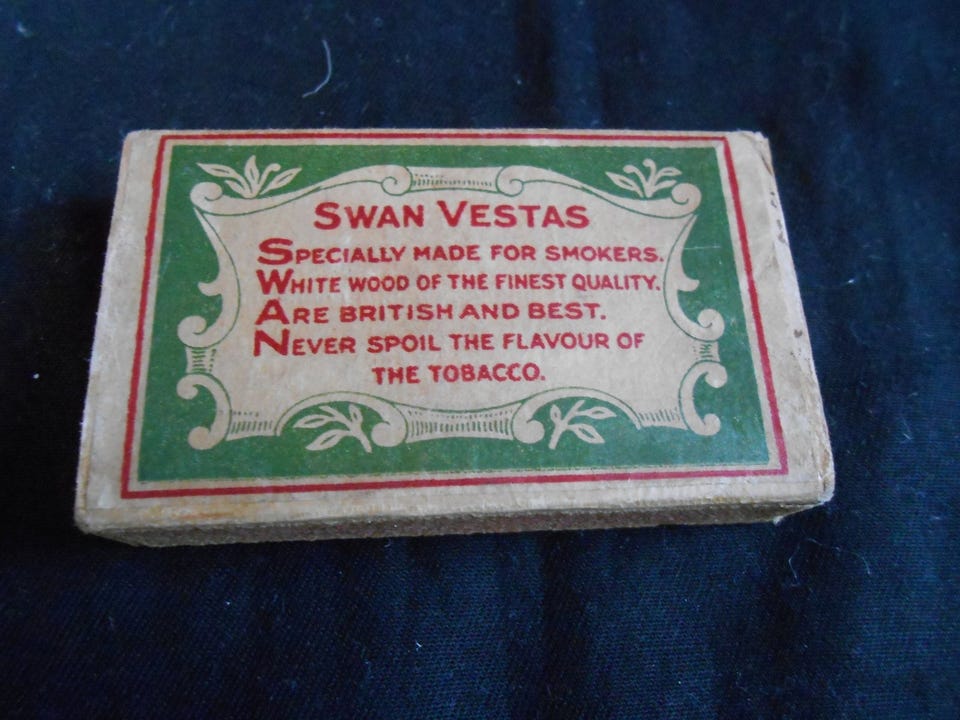 SWAN VESTAS
SPECIALLY MADE FOR SMOKERS.
WHITE WOOD OF THE FINEST QUALITY.
ARE BRITISH AND BEST.
NEVER SPOIL THE FLAVOUR OF
THE TOBACCO.